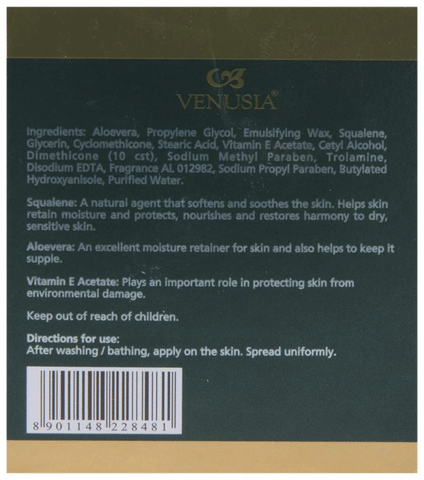 VENUSIA®
Ingredients: Aloevera, Propylene Glycol, Emulsifying Wax, Squalene,
Glycerin, Cyclomethicone, Stearic Acid, Vitamin E Acetate, Cetyl Alcohol,
Dimethicone (10 cst), Sodium Methyl Paraben, Trolamine,
Disodium EDTA, Fragrance AL 012982, Sodium Propyl Paraben, Butylated
Hydroxyanisole, Purified Water.
Squalene: A natural agent that softens and soothes the skin. Helps skin
retain moisture and protects, nourishes and restores harmony to dry,
sensitive skin.
Aloevera: An excellent moisture retainer for skin and also helps to keep it
supple.
Vitamin E Acetate: Plays an important role in protecting skin from
environmental damage.
Keep out of reach of children.
Directions for use:
After washing / bathing, apply on the skin. Spread uniformly.
8 901148 228481